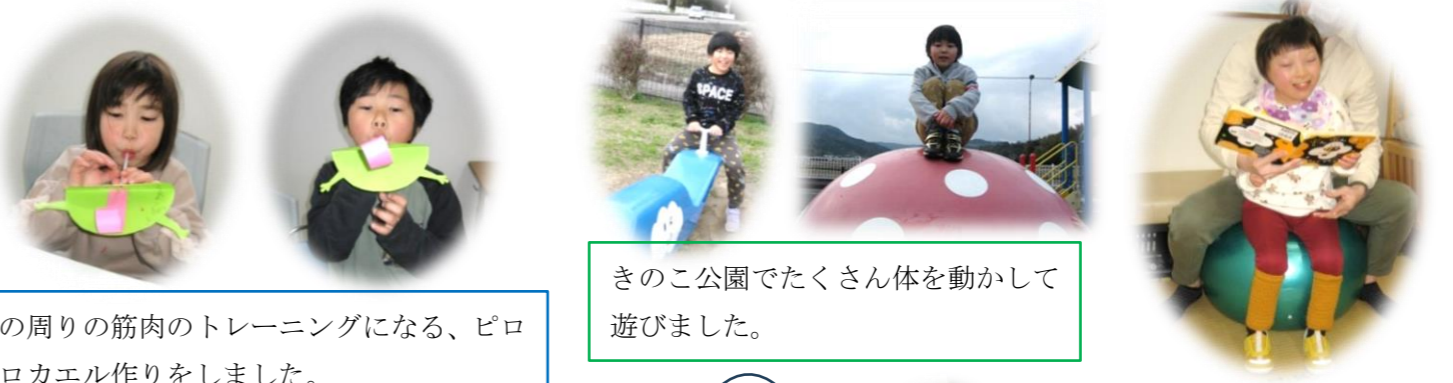 の周りの筋肉のトレーニングになる、ピロ
ロカエル作りをしました。
きのこ公園でたくさん体を動かして
遊びました。
SPACE